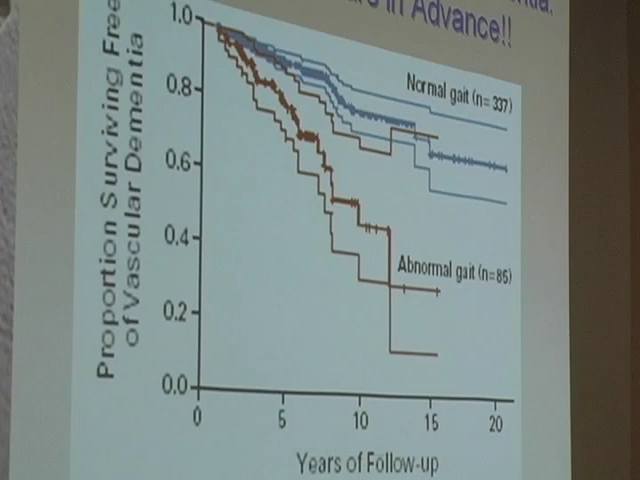 in Advance!!
1.0
Normal gait (n=337)
0.8
0.6
0.4
Abnormal gait (n=85)
0.2
0.0
0 5 10 15 20
Years of Follow-up
Proportion Surviving Free
of Vascular Dementia